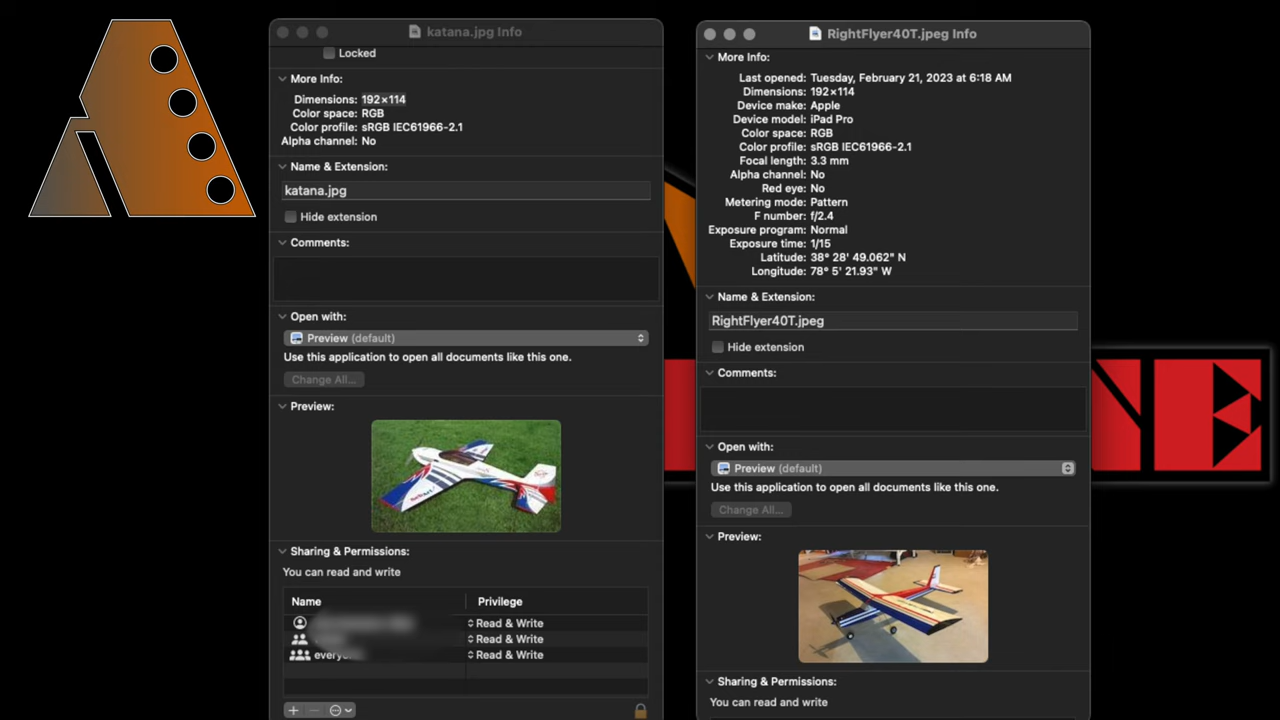 katana.jpg Info
Locked
More Info:
Dimensions: 192×114
Color space: RGB
Color profile: sRGB IEC61966-2.1
Alpha channel: No
Name & Extension:
katana.jpg
Hide extension
Comments:
Open with:
Preview (default)
Use this application to open all documents like this one.
Change All...
Preview:
Sharing & Permissions:
You can read and write
Name Privilege
Read & Write
Read & Write
Read & Write
RightFlyer40T.jpeg Info
More Info:
Last opened: Tuesday, February 21, 2023 at 6:18 AM
Dimensions: 192×114
Device make: Apple
Device model: iPad Pro
Color space: RGB
Color profile: sRGB IEC61966-2.1
Focal length: 3.3 mm
Alpha channel: No
Red eye: No
Metering mode: Pattern
F number: f/2.4
Exposure program: Normal
Exposure time: 1/15
Latitude: 38° 28' 49.062" N
Longitude: 78° 5' 21.93" W
Name & Extension:
RightFlyer40T.jpeg
Hide extension
Comments:
Open with:
Preview (default)
Use this application to open all documents like this one.
Change All...
Preview:
Sharing & Permissions:
You can read and write